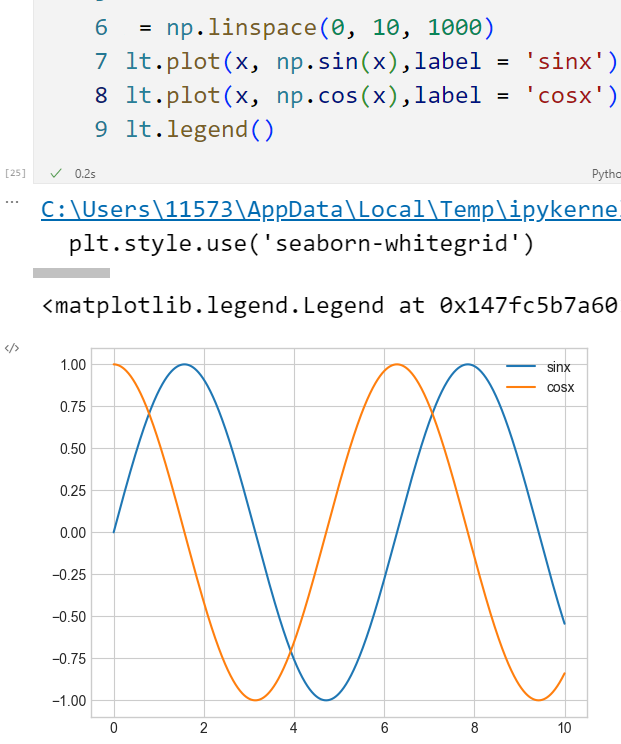 6 = np.linspace(0, 10, 1000)
7 lt.plot(x, np.sin(x),label = 'sinx')
8 lt.plot(x, np.cos(x),label = 'cosx')
9 lt.legend()
[25] ✓ 0.2s Pytho
... C:\Users\11573\AppData\Local\Temp\ipykerne
plt.style.use('seaborn-whitegrid')
<matplotlib.legend.Legend at 0x147fc5b7a60
</>
1.00
sinx
cosx
0.75
0.50
0.25
0.00
−0.25
−0.50
−0.75
−1.00
0 2 4 6 8 10